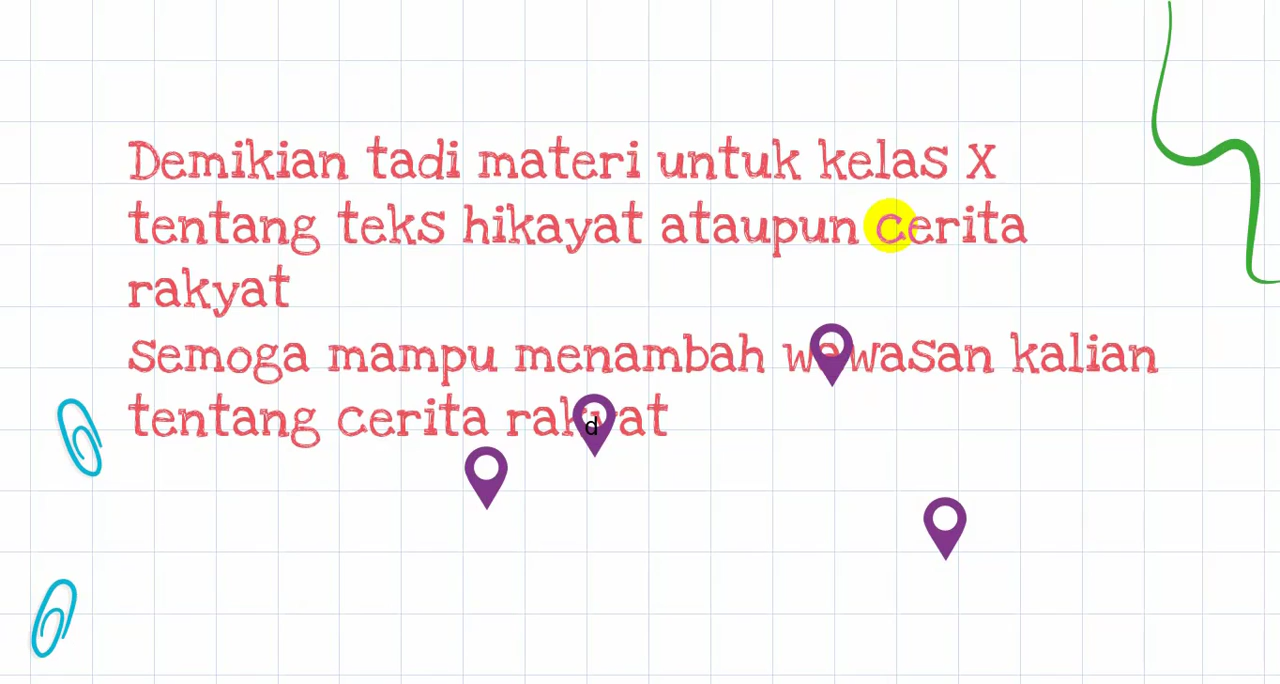 Demikian tadi materi untuk kelas X
tentang teks hikayat ataupun cerita
rakyat
semoga mampu menambah wawasan kalian
tentang cerita rakyat
d